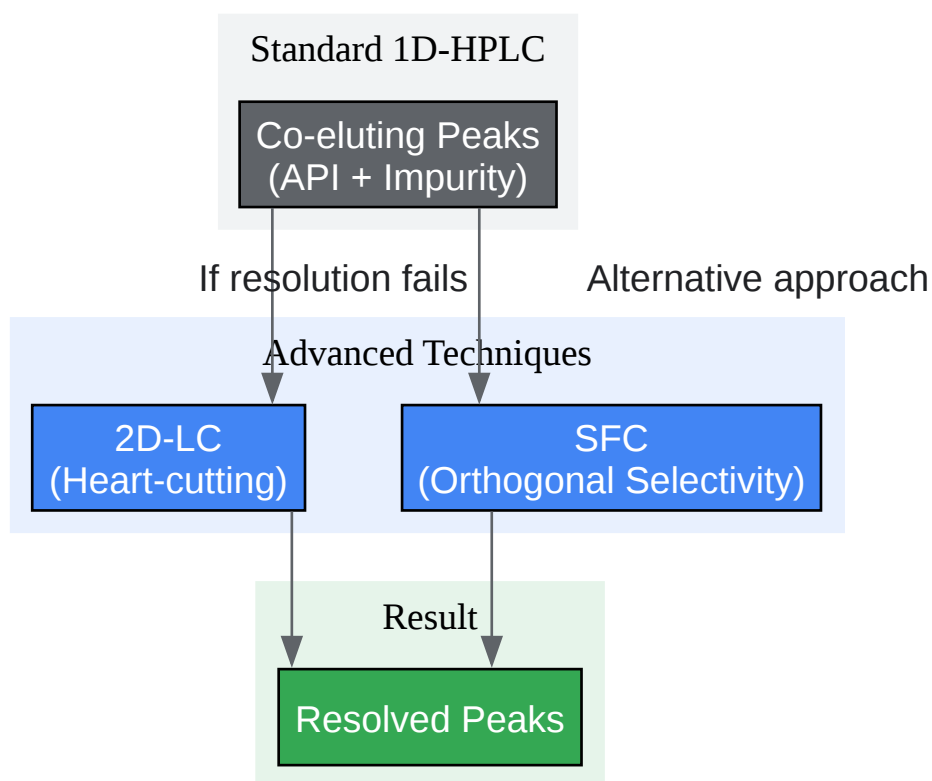 Standard 1D-HPLC
Co-eluting Peaks
(API + Impurity)
If resolution fails
Alternative approach
Advanced Techniques
2D-LC
(Heart-cutting)
SFC
(Orthogonal Selectivity)
Result
Resolved Peaks